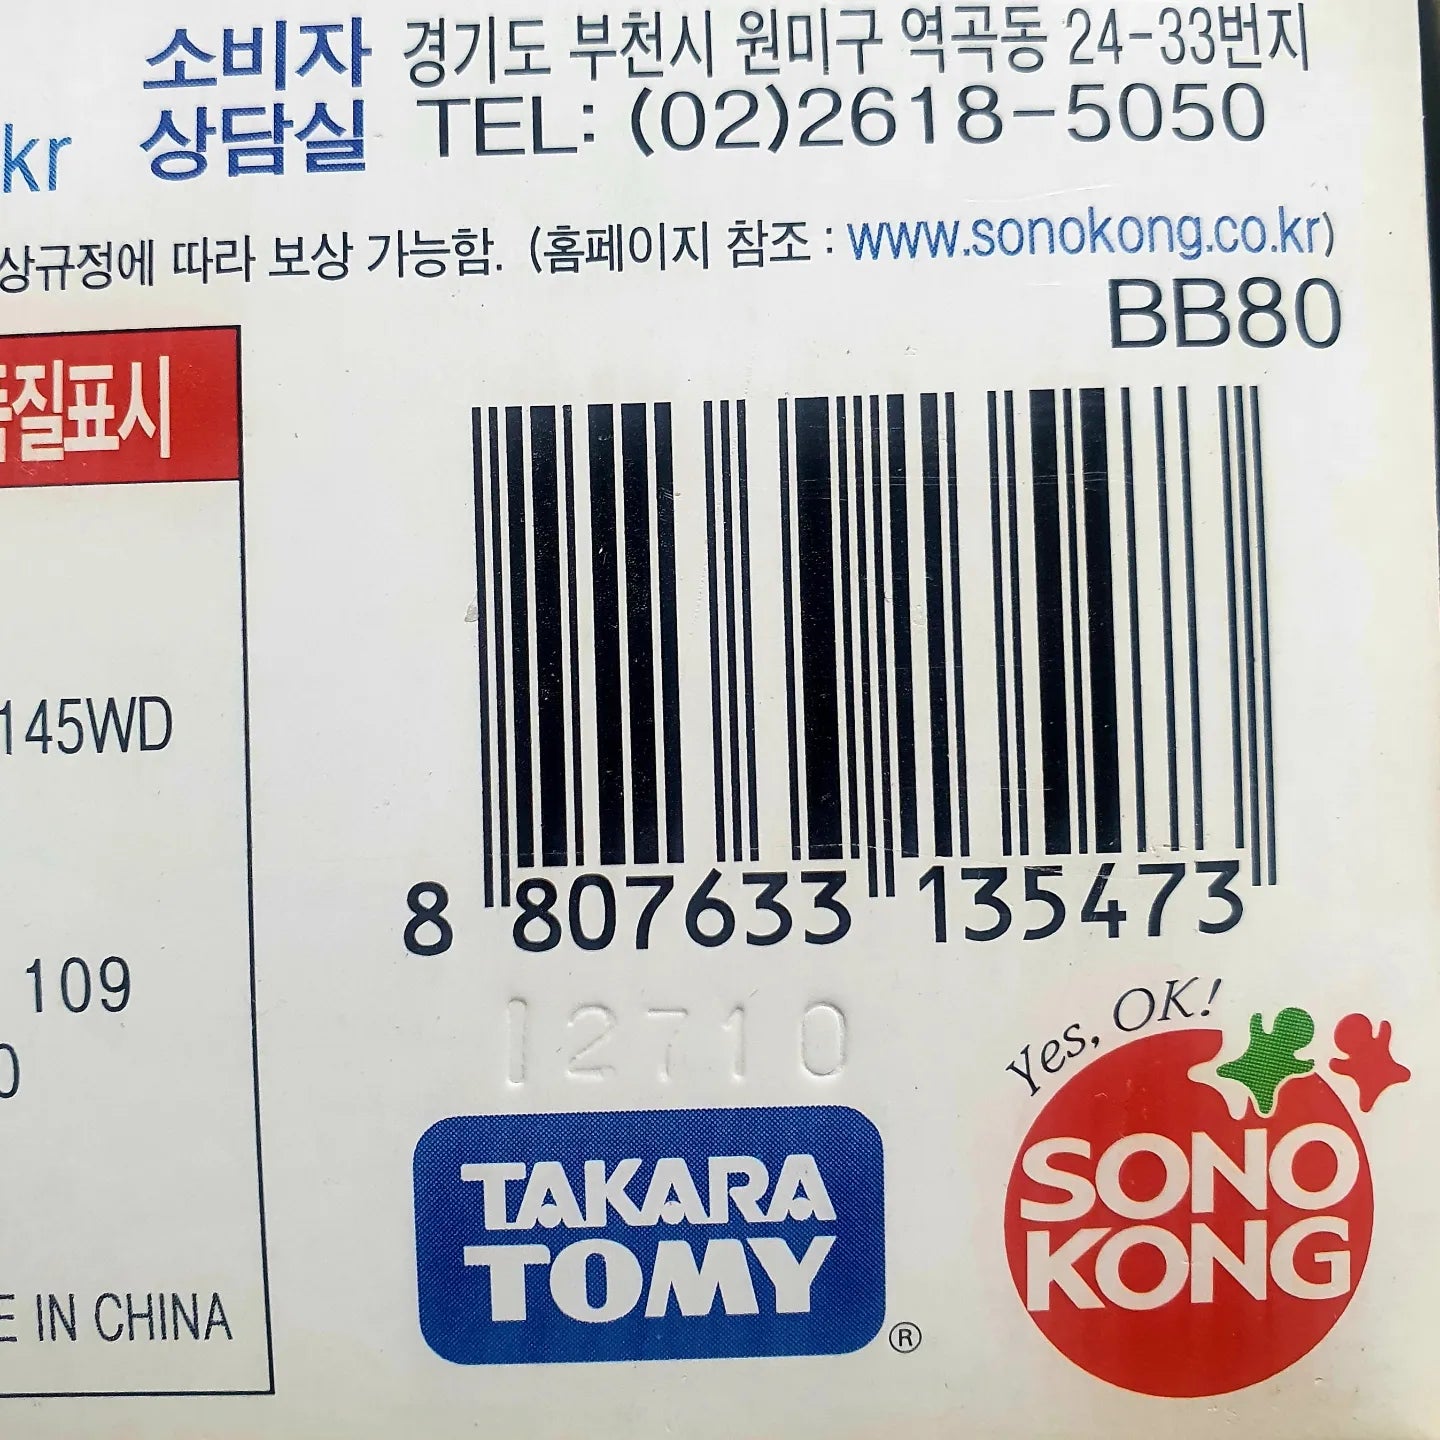 소비자 상담실
경기도 부천시 원미구 역곡동 24-33번지
TEL: (02)2618-5050
kr
상규정에 따라 보상 가능함. (홈페이지 참조 : www.sonokong.co.kr)
BB80
질표시
145WD
109
0
E IN CHINA
8 807633 135473
12710
TAKARA
TOMY
®
Yes, OK!
SONO
KONG